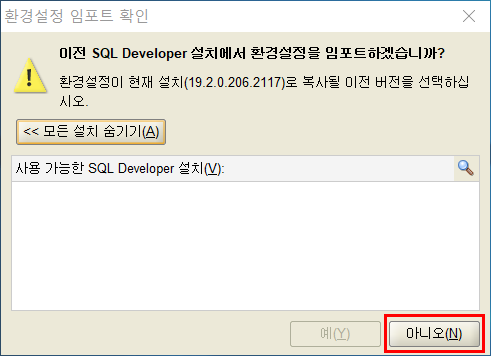 환경설정 임포트 확인
이전 SQL Developer 설치에서 환경설정을 임포트하겠습니까?
환경설정이 현재 설치(19.2.0.206.2117)로 복사될 이전 버전을 선택하십
시오.
<< 모든 설치 숨기기(A)
사용 가능한 SQL Developer 설치(V):
예(Y)
아니오(N)